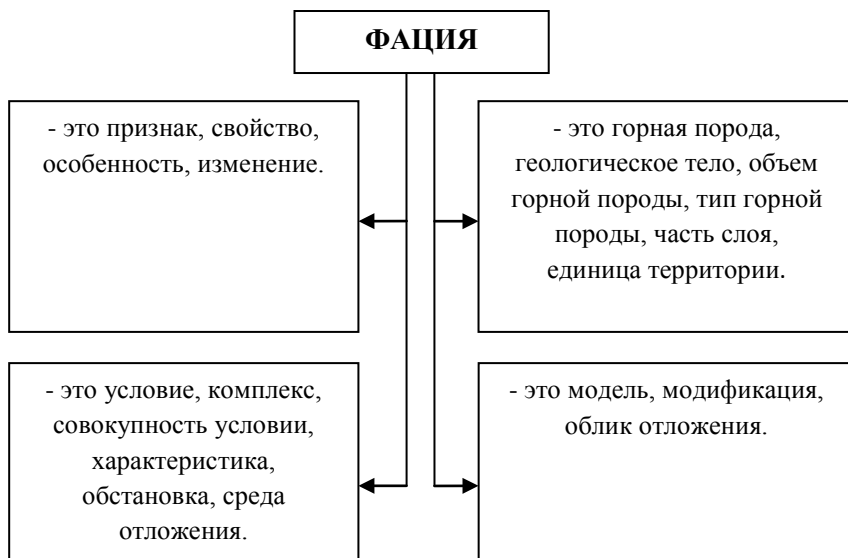 ФАЦИЯ
- это признак, свойство,
особенность, изменение.
- это горная порода,
геологическое тело, объем
горной породы, тип горной
породы, часть слоя,
единица территории.
- это условие, комплекс,
совокупность условии,
характеристика,
обстановка, среда
отложения.
- это модель, модификация,
облик отложения.